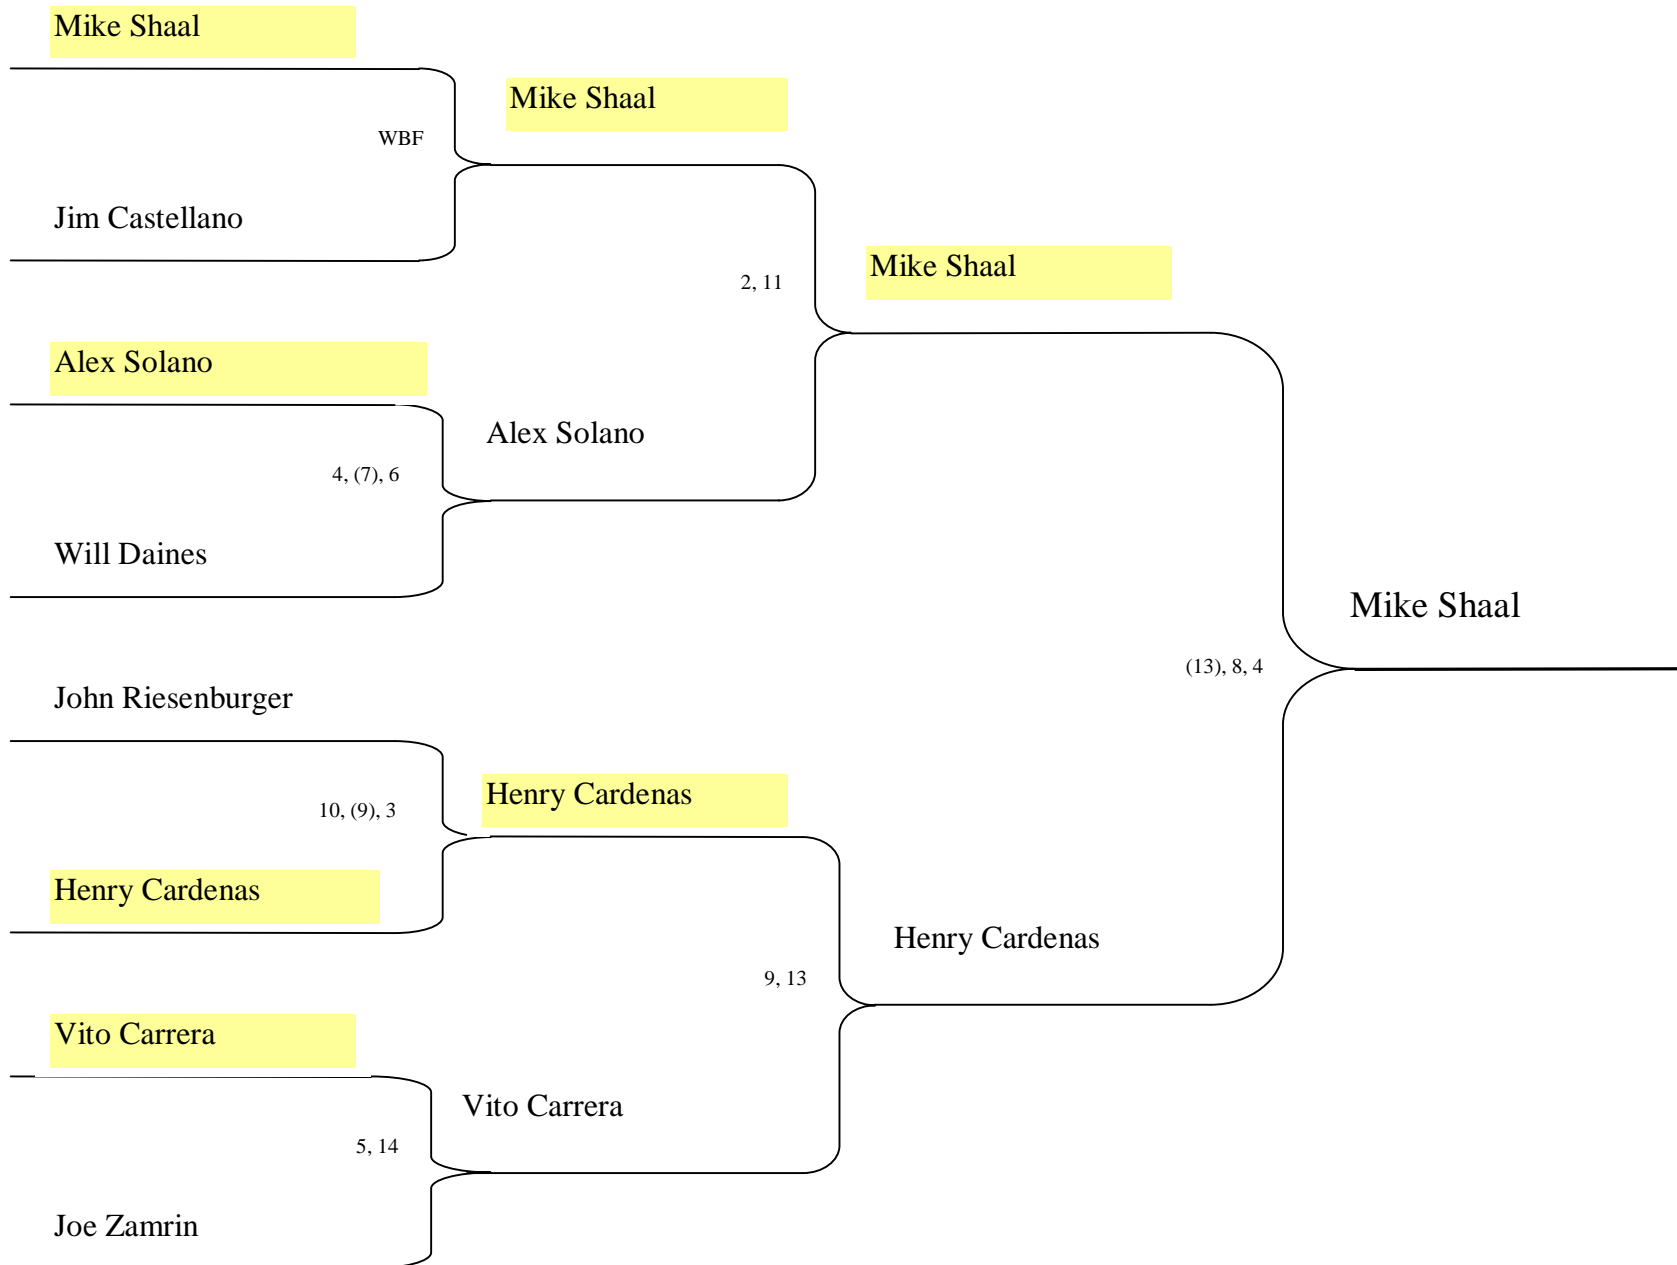 Mike Shaal
Mike Shaal
WBF
Jim Castellano
Mike Shaal
2, 11
Alex Solano
Alex Solano
4, (7), 6
Will Daines
Mike Shaal
(13), 8, 4
John Riesenburger
Henry Cardenas
10, (9), 3
Henry Cardenas
Henry Cardenas
9, 13
Vito Carrera
Vito Carrera
5, 14
Joe Zamrin